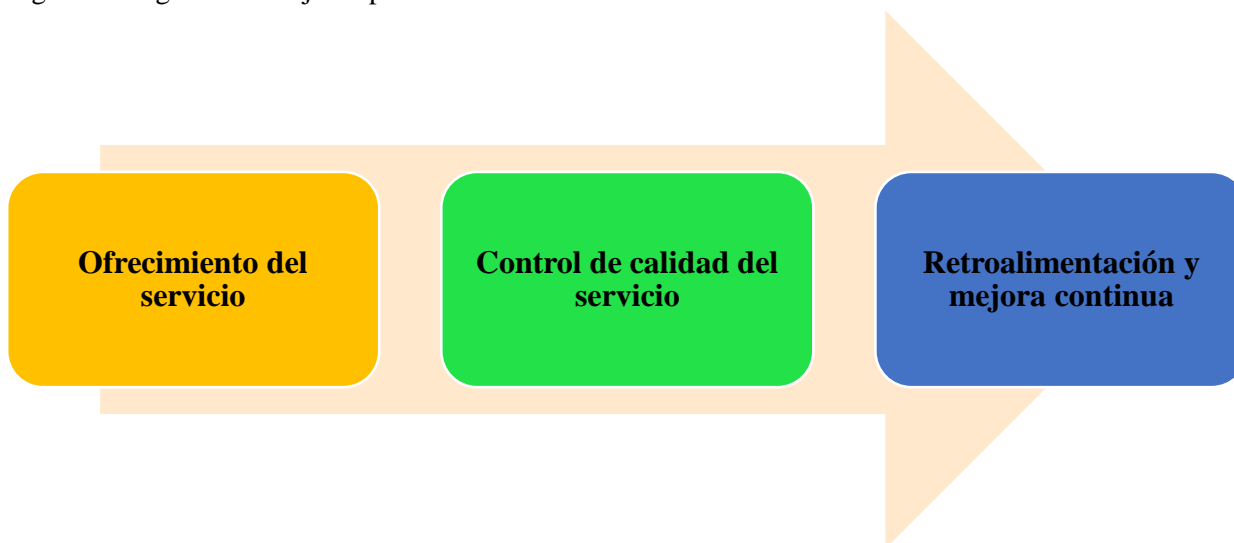 Ofrecimiento del
servicio
Control de calidad del
servicio
Retroalimentación y
mejora continua